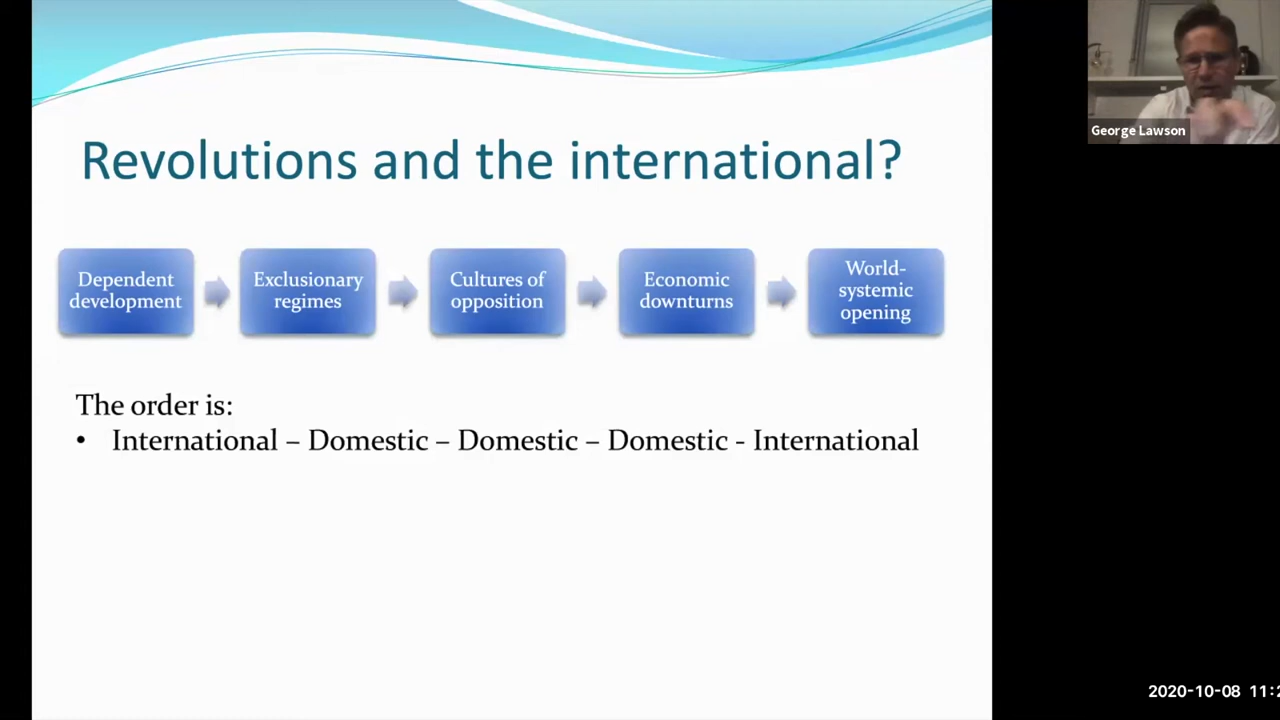 George Lawson
Revolutions and the international?
Dependent
development
Exclusionary
regimes
Cultures of
opposition
Economic
downturns
World-
systemic
opening
The order is:
• International – Domestic – Domestic – Domestic - International
2020-10-08 11:2